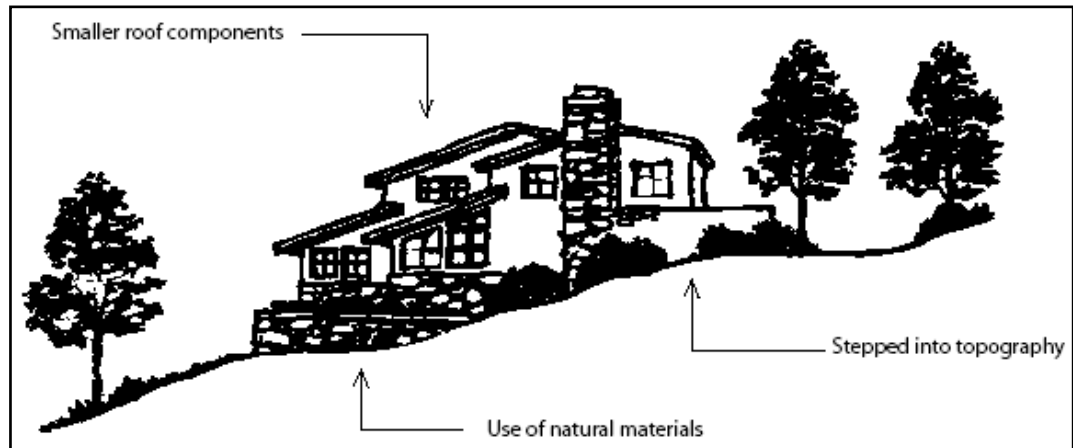 Smaller roof components
Stepped into topography
Use of natural materials